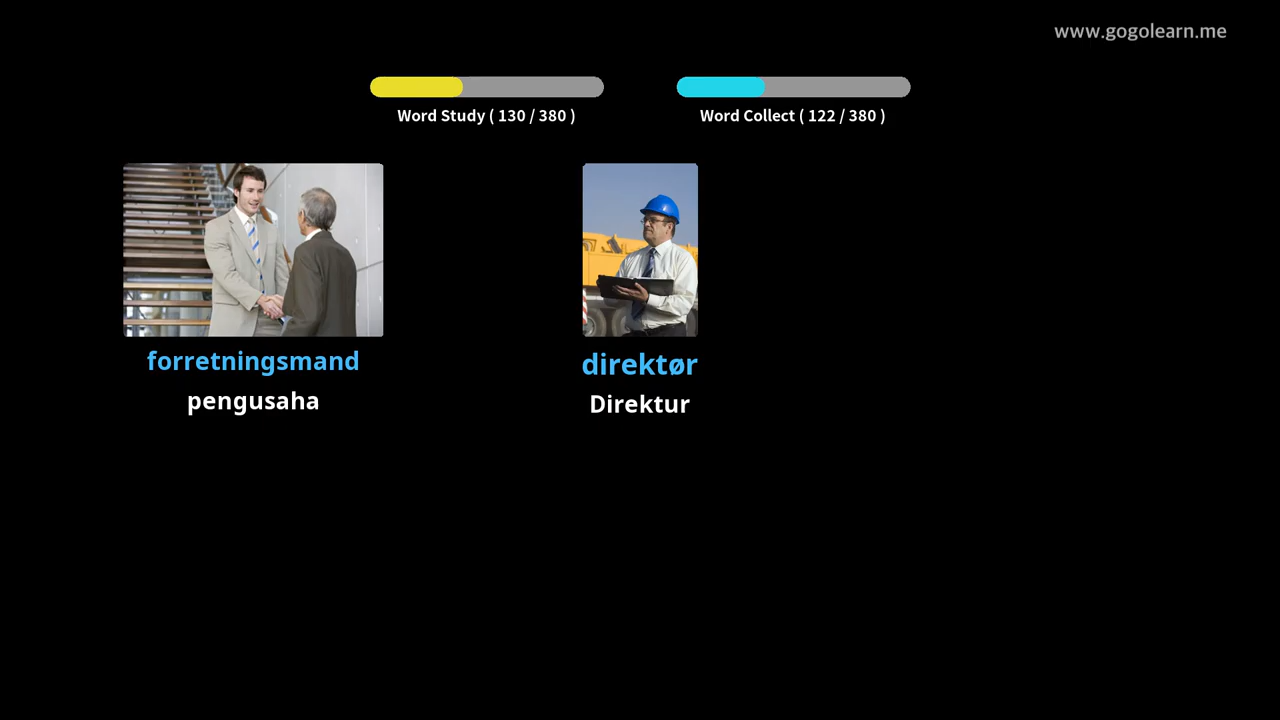 www.gogolearn.me
Word Study ( 130 / 380 )
Word Collect ( 122 / 380 )
forretningsmand
pengusaha
direktør
Direktur